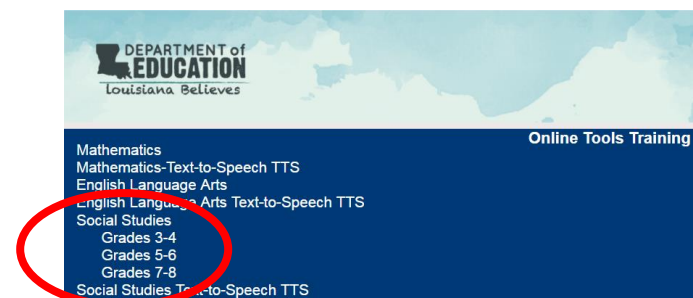 DEPARTMENT of
EDUCATION
Louisiana Believes
Online Tools Training
Mathematics
Mathematics-Text-to-Speech TTS
English Language Arts
English Language Arts Text-to-Speech TTS
Social Studies
Grades 3-4
Grades 5-6
Grades 7-8
Social Studies Text-to-Speech TTS